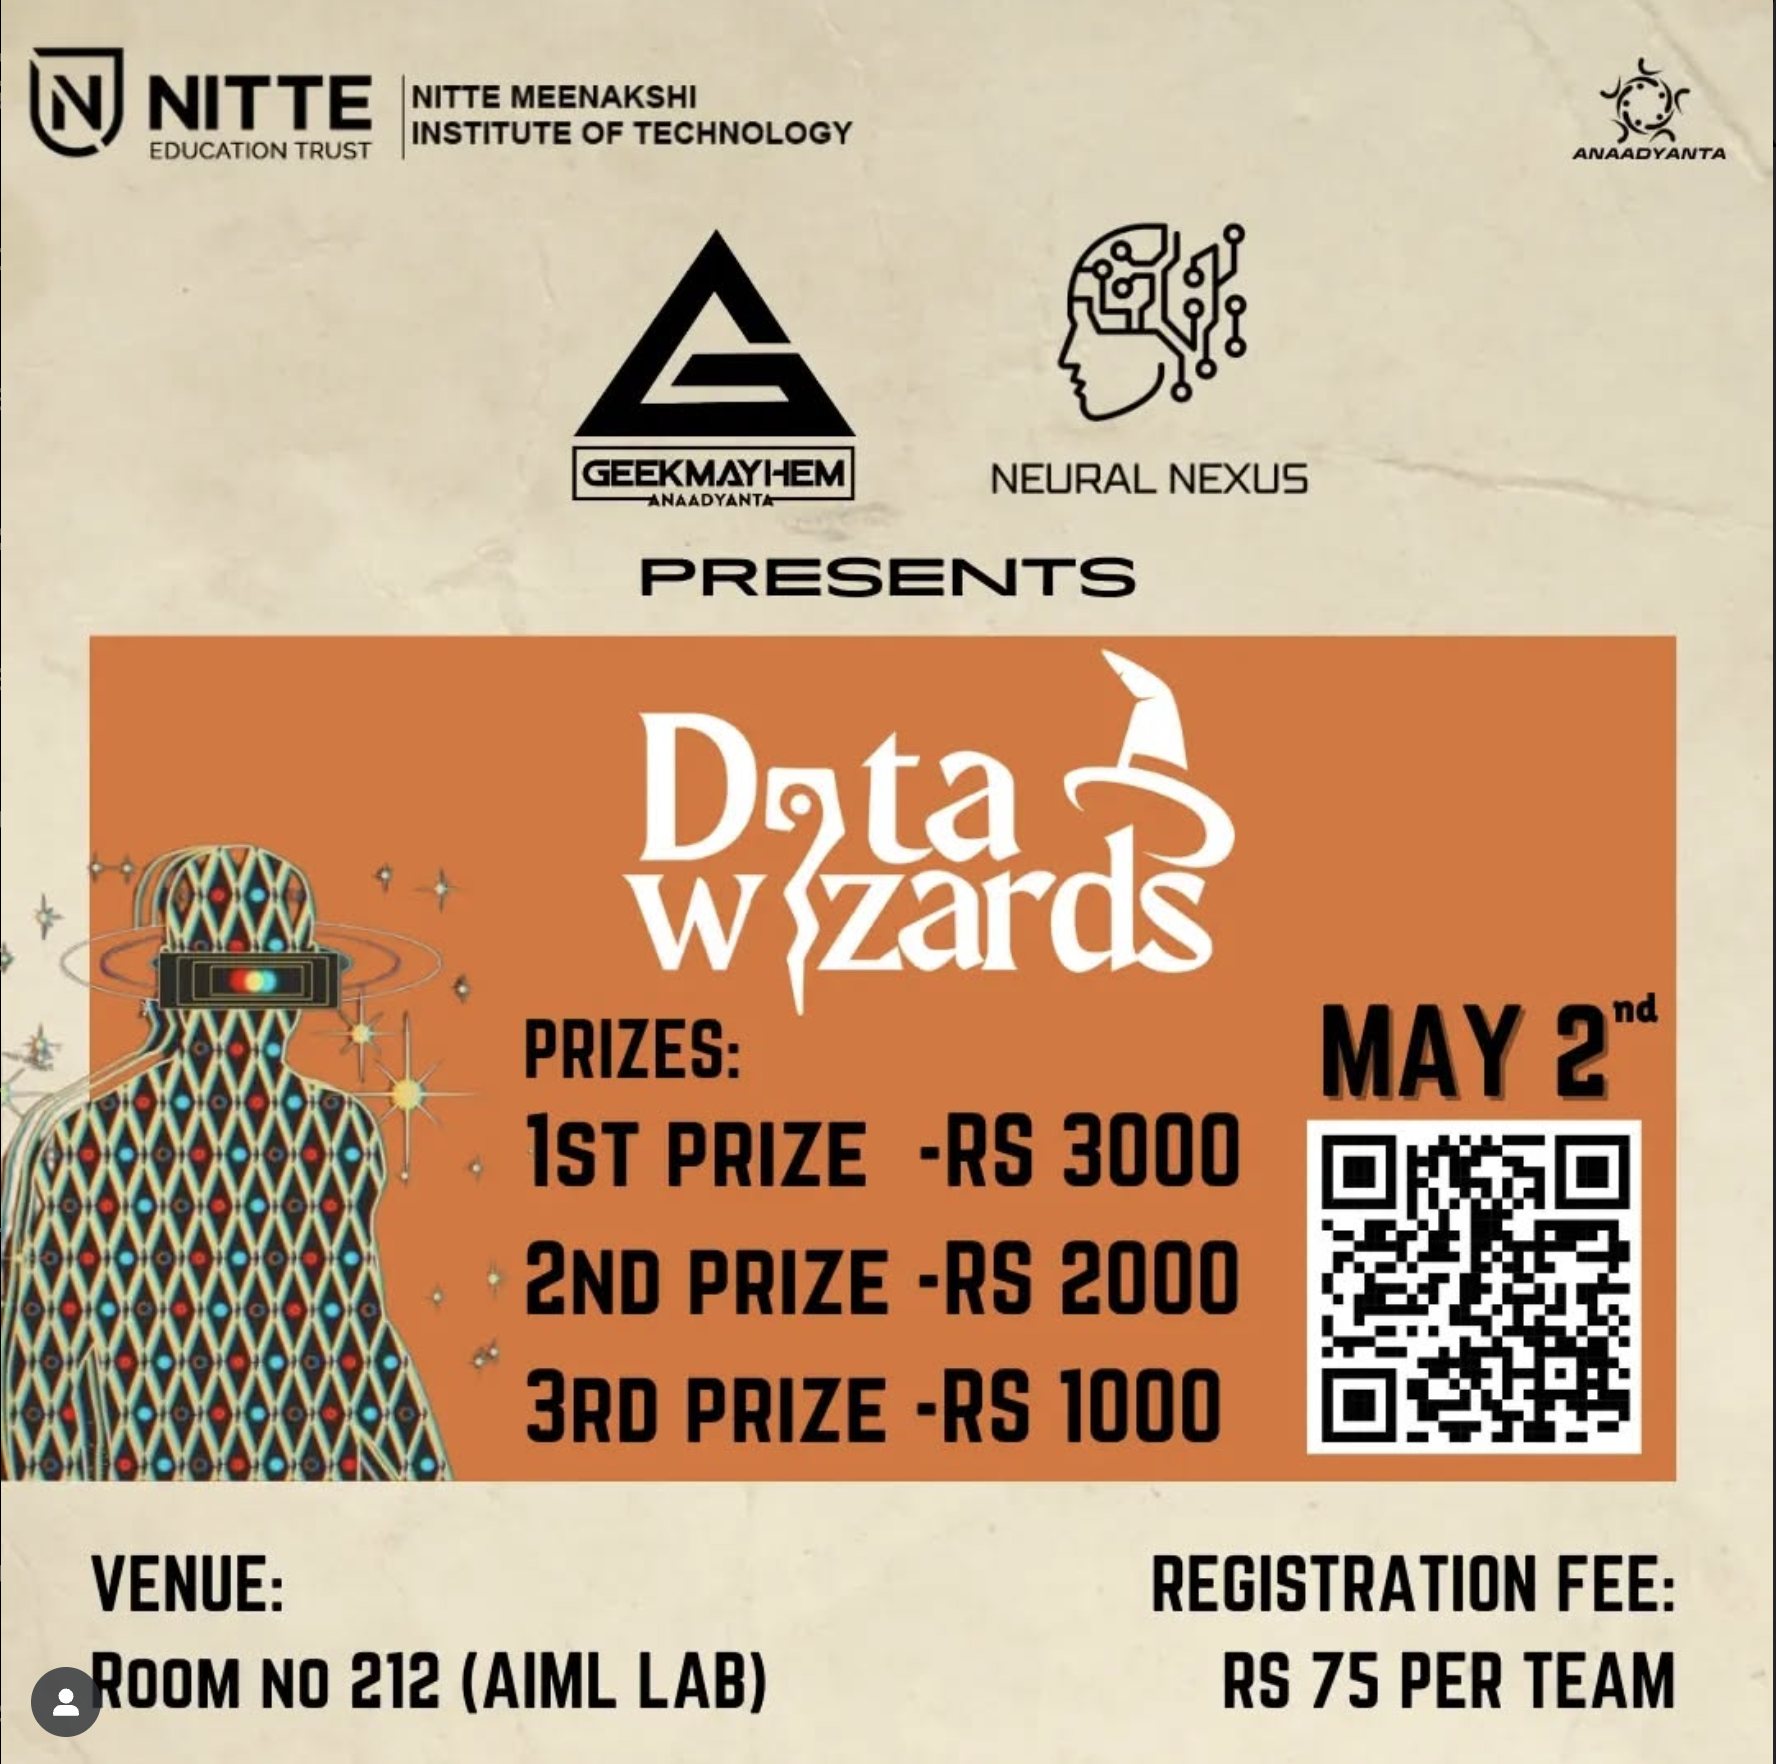 NITTE
EDUCATION TRUST
NITTE MEENAKSHI
INSTITUTE OF TECHNOLOGY
ANAADYANTA
GEEKMAYHEM
ANAADYANTA
NEURAL NEXUS
PRESENTS
Data
wizards
PRIZES:
1ST PRIZE -RS 3000
2ND PRIZE -RS 2000
3RD PRIZE -RS 1000
MAY 2nd
VENUE:
ROOM NO 212 (AIML LAB)
REGISTRATION FEE:
RS 75 PER TEAM